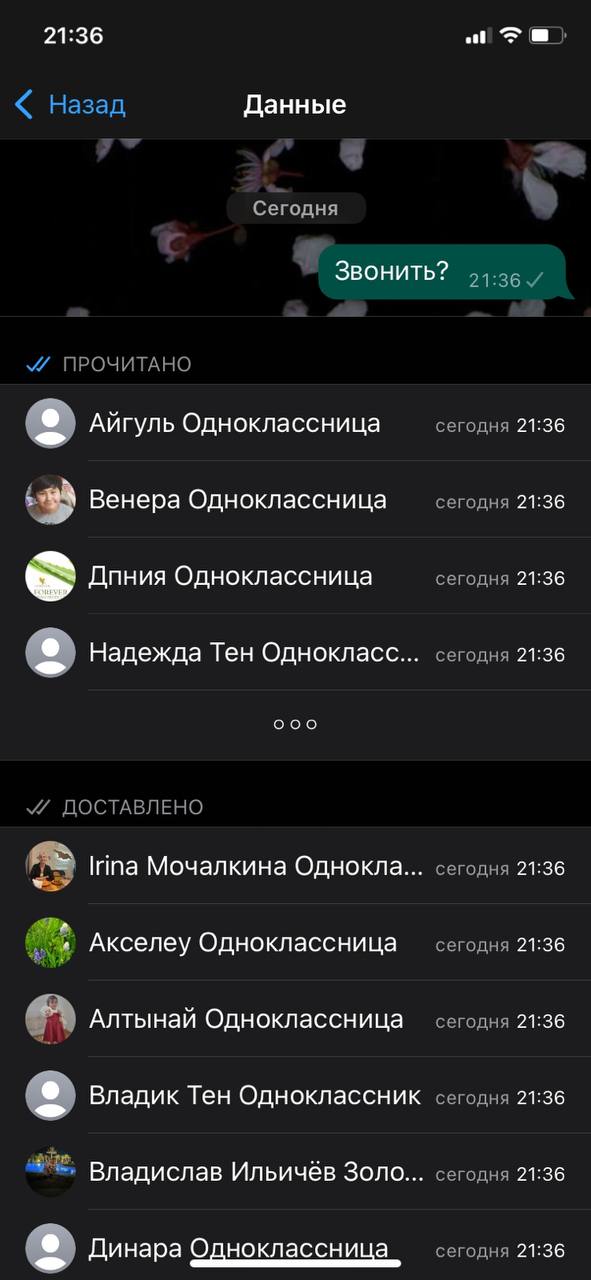 21:36
Назад
Данные
Сегодня
Звонить? 21:36
ПРОЧИТАНО
Айгуль Одноклассница сегодня 21:36
Венера Одноклассница сегодня 21:36
FOREVER
Дпния Одноклассница сегодня 21:36
Надежда Тен Однокласс... сегодня 21:36
ДОСТАВЛЕНО
Irina Мочалкина Однокла... сегодня 21:36
Акселеу Одноклассница сегодня 21:36
Алтынай Одноклассница сегодня 21:36
Владик Тен Одноклассник сегодня 21:36
Владислав Ильичёв Золо... сегодня 21:36
Динара Одноклассница сегодня 21:36